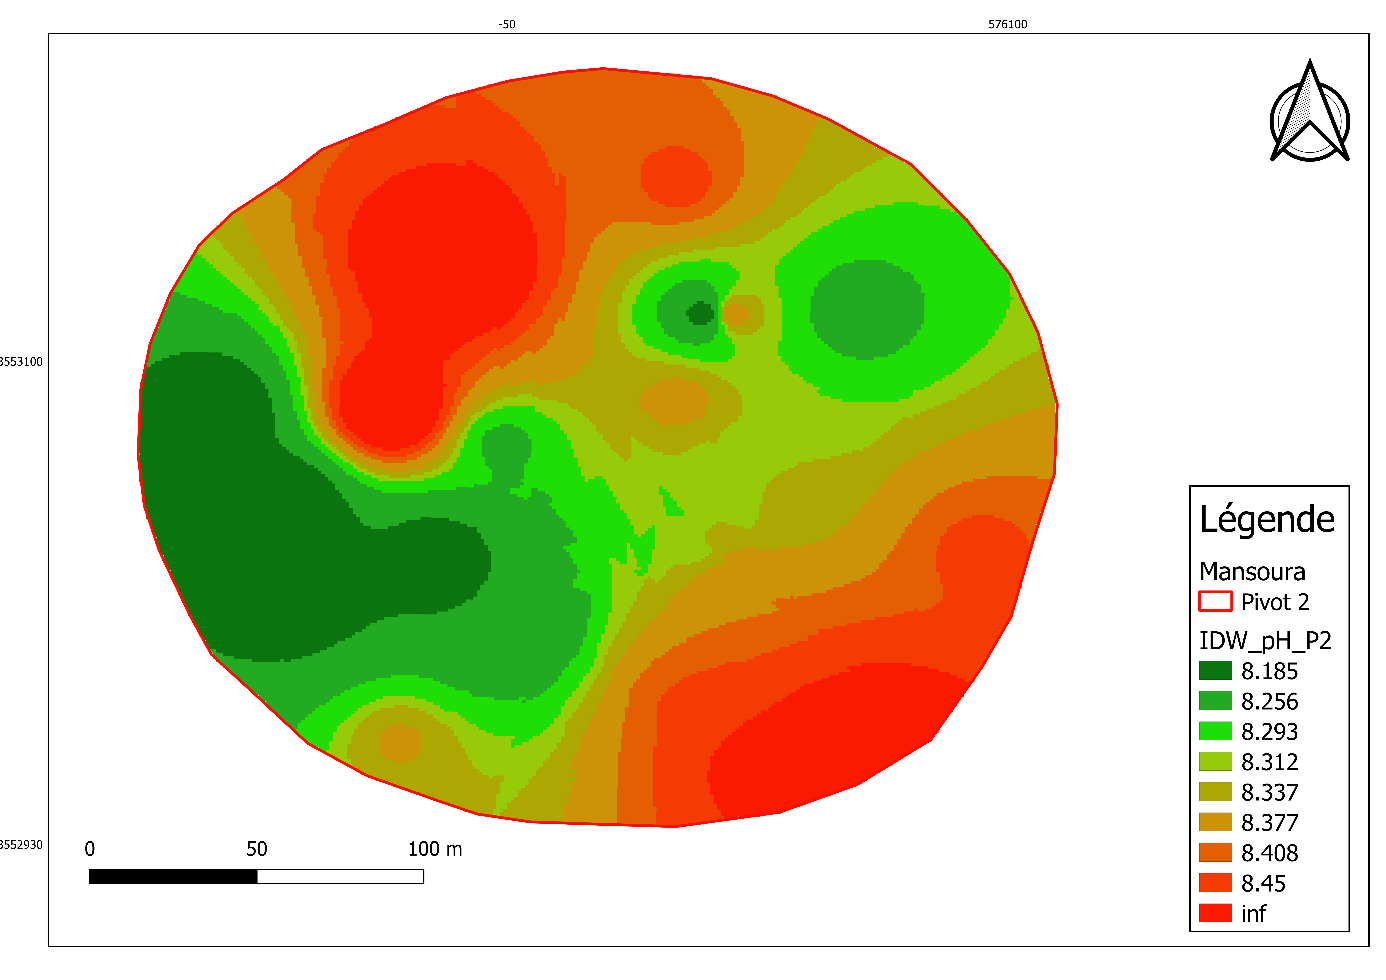 -50 576100
3553100
3552930
0 50 100 m
Légende
Mansoura
Pivot 2
IDW_pH_P2
8.185
8.256
8.293
8.312
8.337
8.377
8.408
8.45
inf